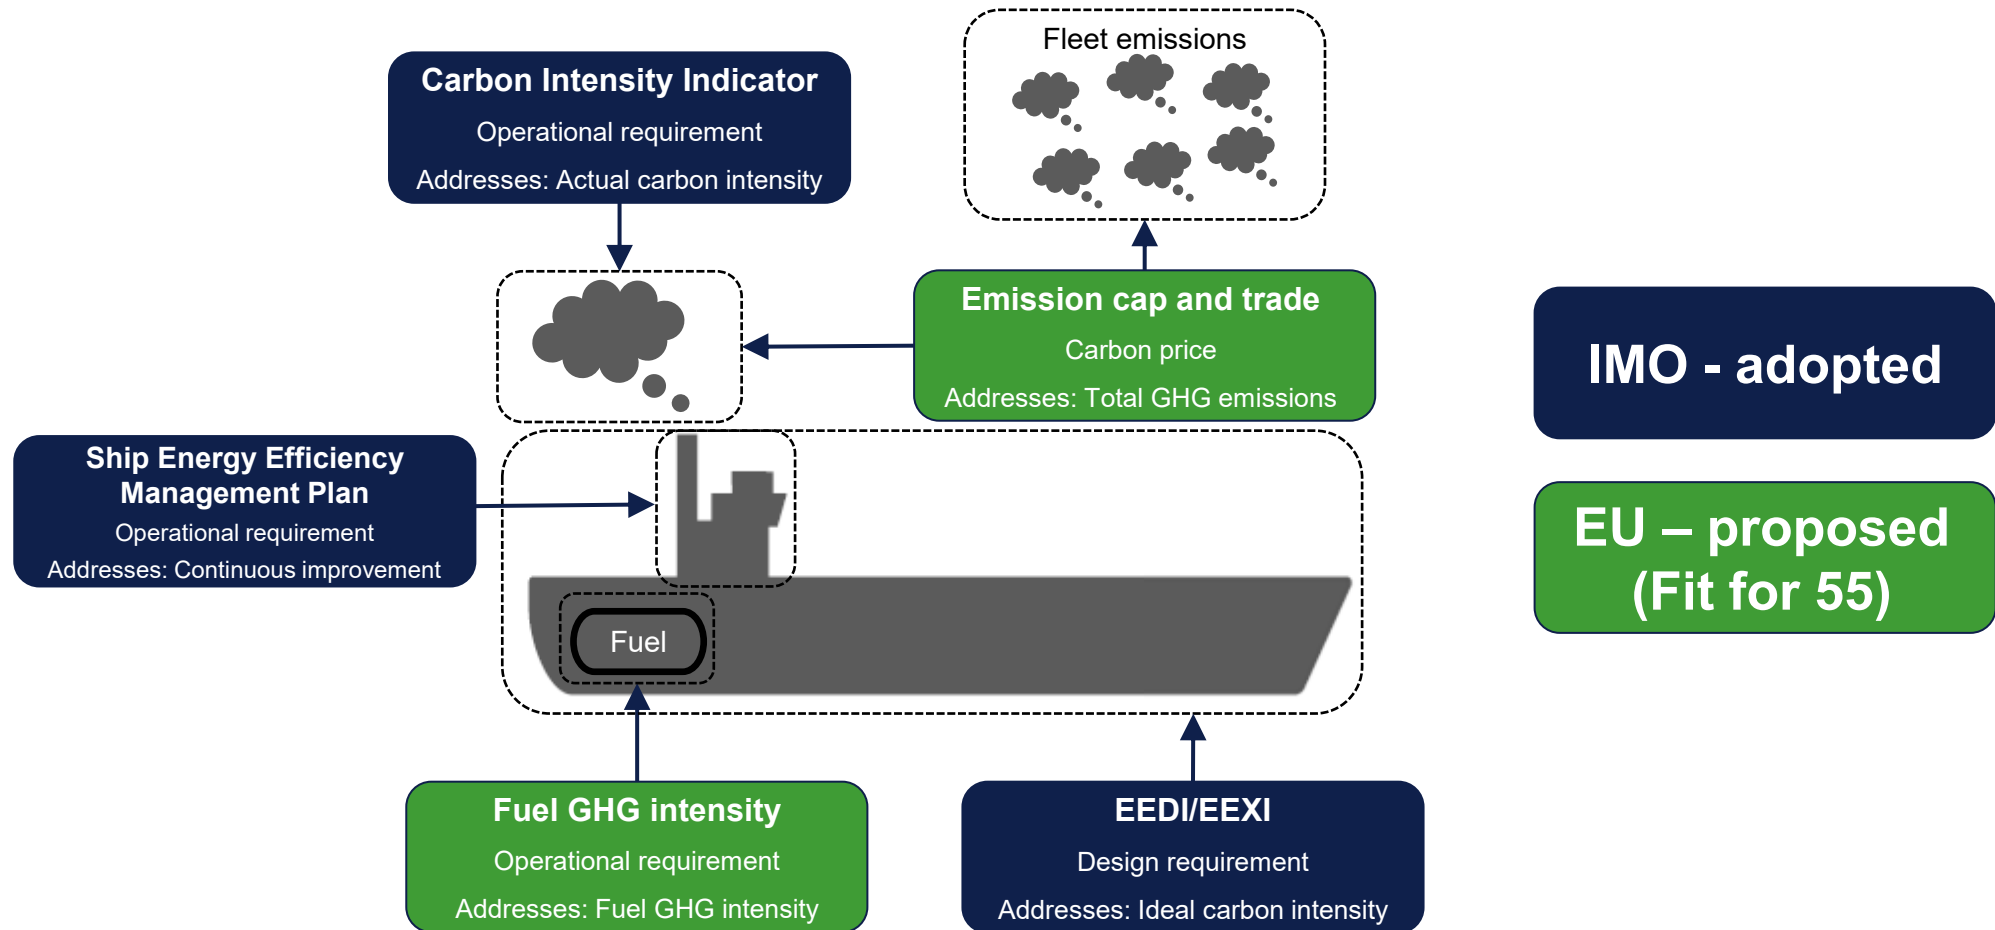 Fleet emissions
Carbon Intensity Indicator
Operational requirement
Addresses: Actual carbon intensity
Emission cap and trade
Carbon price
Addresses: Total GHG emissions
IMO - adopted
Ship Energy Efficiency
Management Plan
Operational requirement
Addresses: Continuous improvement
EU – proposed
(Fit for 55)
Fuel
Fuel GHG intensity
Operational requirement
Addresses: Fuel GHG intensity
EEDI/EEXI
Design requirement
Addresses: Ideal carbon intensity